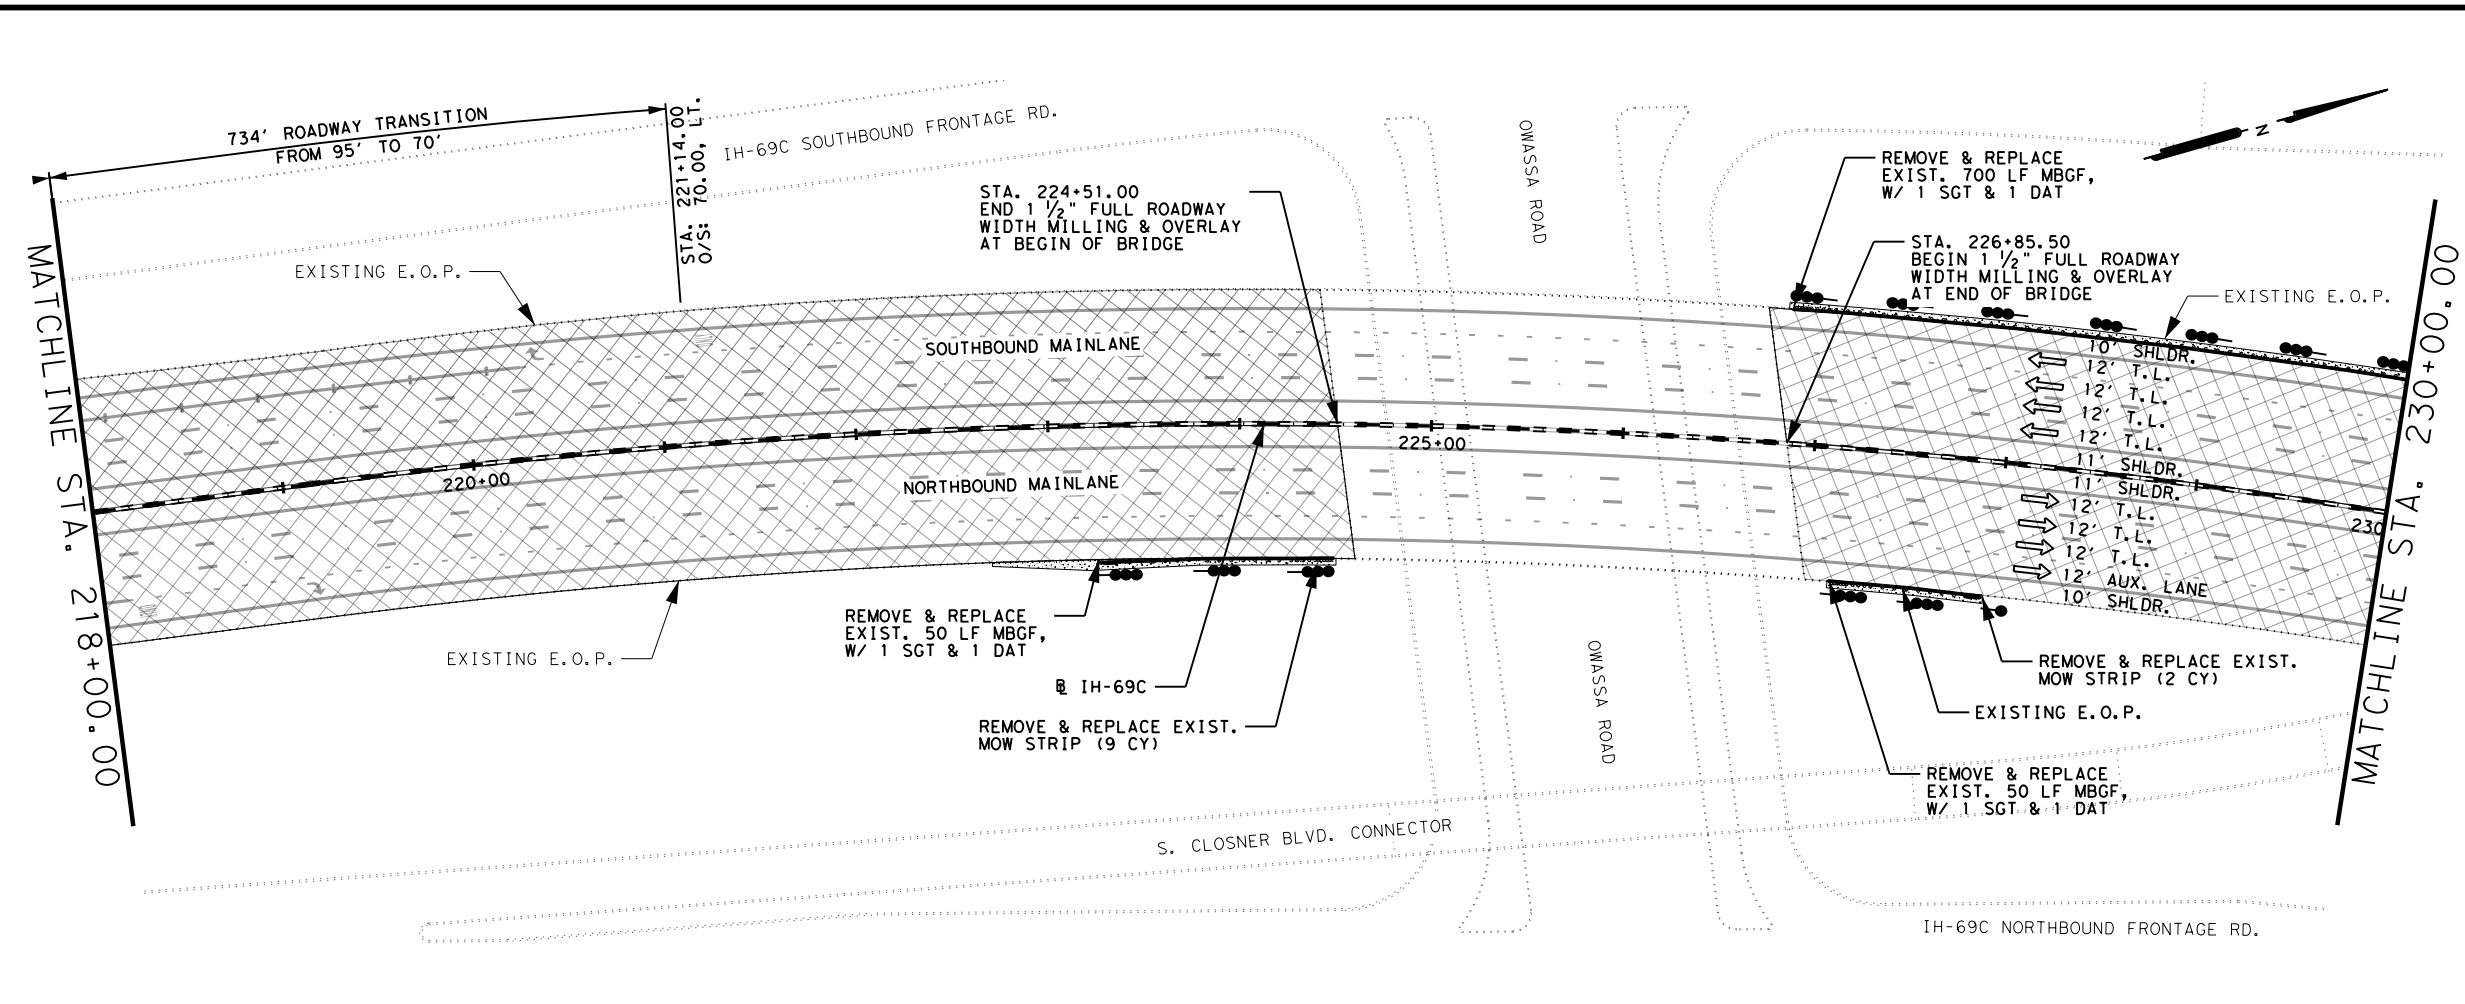 734' ROADWAY TRANSITION
FROM 95' TO 70'
STA. 221+14.00
O/S: 70.00, LT.
IH-69C SOUTHBOUND FRONTAGE RD.
OWASSA ROAD
N
REMOVE & REPLACE
EXIST. 700 LF MBGF,
W/ 1 SGT & 1 DAT
STA. 224+51.00
END 1 1/2" FULL ROADWAY
WIDTH MILLING & OVERLAY
AT BEGIN OF BRIDGE
STA. 226+85.50
BEGIN 1 1/2" FULL ROADWAY
WIDTH MILLING & OVERLAY
AT END OF BRIDGE
EXISTING E.O.P.
EXISTING E.O.P.
MATCHLINE STA. 218+00.00
MATCHLINE STA. 230+00.00
SOUTHBOUND MAINLANE
NORTHBOUND MAINLANE
220+00
225+00
230
10' SHLDR.
12' T.L.
12' T.L.
12' T.L.
12' T.L.
11' SHLDR.
11' SHLDR.
12' T.L.
12' T.L.
12' T.L.
12' AUX. LANE
10' SHLDR.
REMOVE & REPLACE
EXIST. 50 LF MBGF,
W/ 1 SGT & 1 DAT
EXISTING E.O.P.
℄ IH-69C
REMOVE & REPLACE EXIST.
MOW STRIP (9 CY)
OWASSA ROAD
REMOVE & REPLACE EXIST.
MOW STRIP (2 CY)
EXISTING E.O.P.
REMOVE & REPLACE
EXIST. 50 LF MBGF,
W/ 1 SGT & 1 DAT
S. CLOSNER BLVD. CONNECTOR
IH-69C NORTHBOUND FRONTAGE RD.